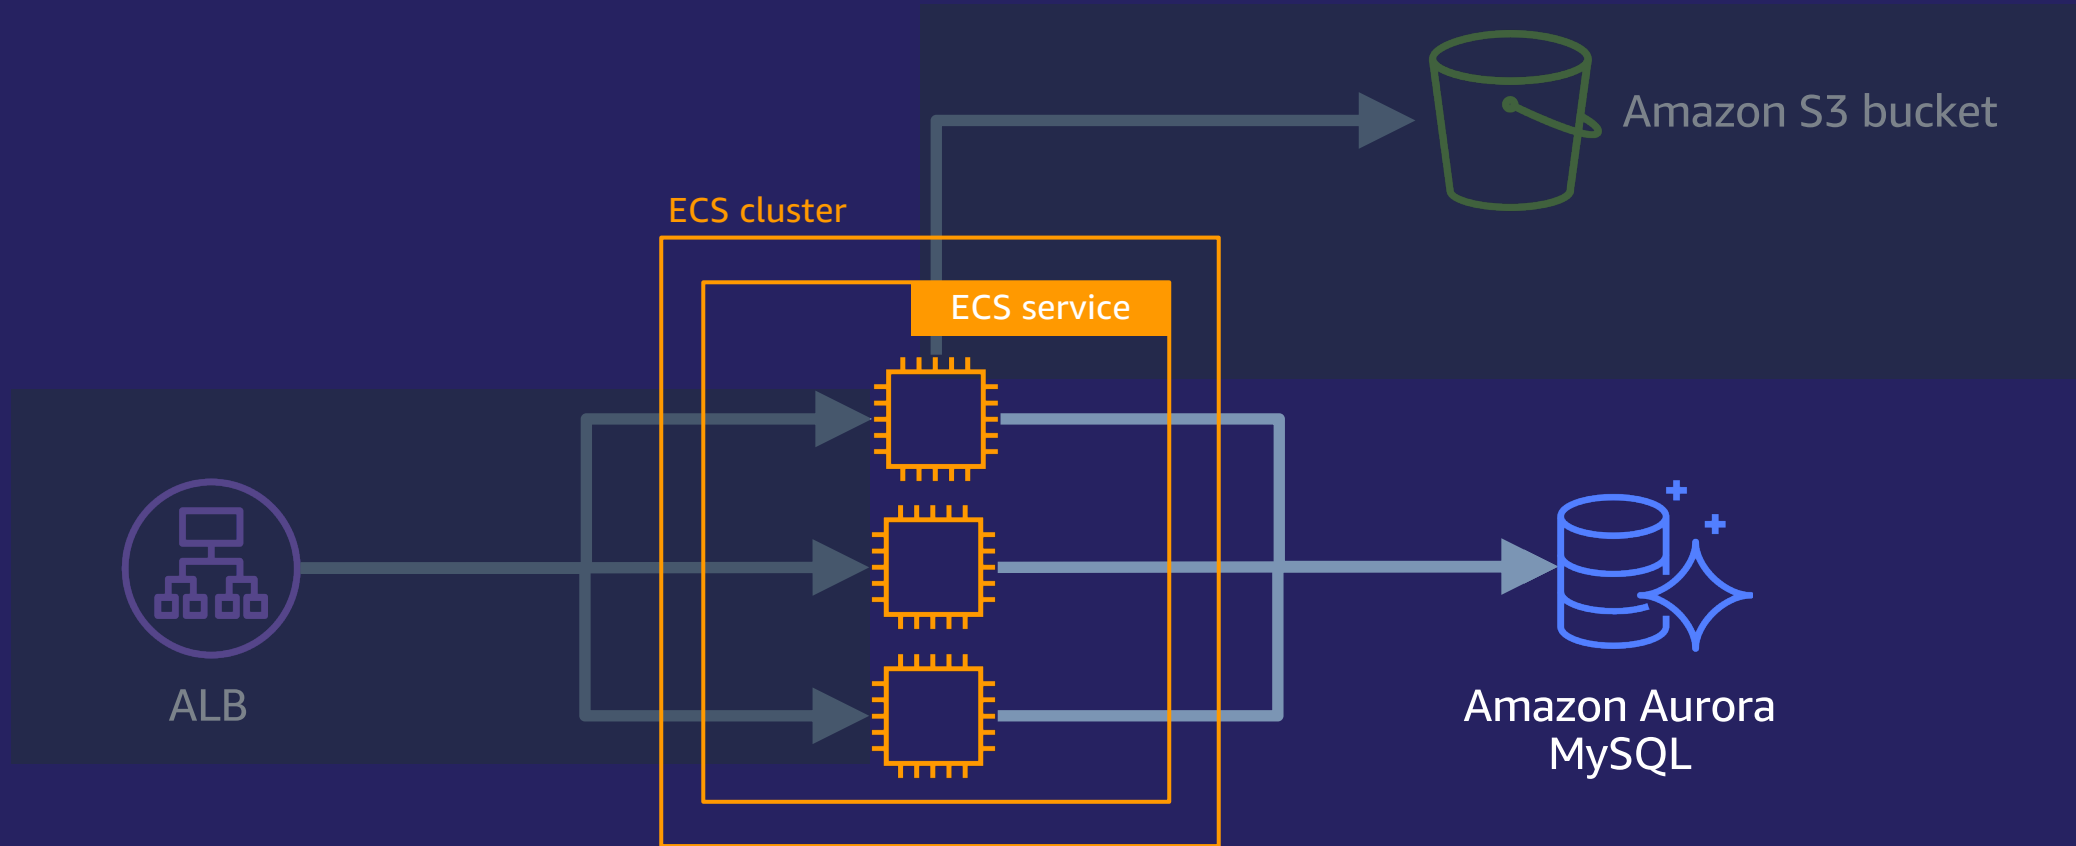 Amazon S3 bucket
ECS cluster
ECS service
ALB
Amazon Aurora
MySQL